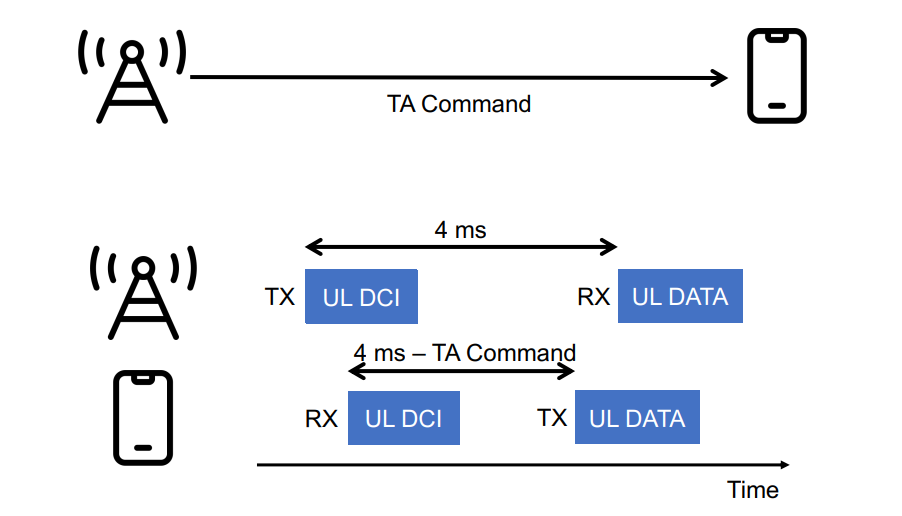 TA Command
4 ms
TX
UL DCI
RX
UL DATA
4 ms – TA Command
RX
UL DCI
TX
UL DATA
Time